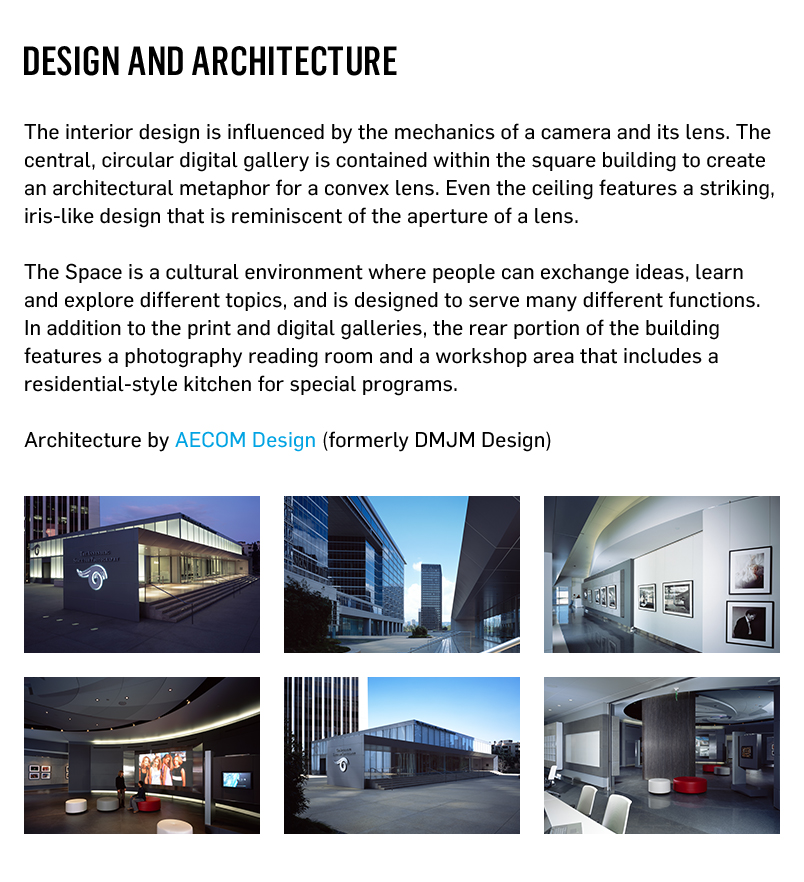 DESIGN AND ARCHITECTURE
The interior design is influenced by the mechanics of a camera and its lens. The
central, circular digital gallery is contained within the square building to create
an architectural metaphor for a convex lens. Even the ceiling features a striking,
iris-like design that is reminiscent of the aperture of a lens.
The Space is a cultural environment where people can exchange ideas, learn
and explore different topics, and is designed to serve many different functions.
In addition to the print and digital galleries, the rear portion of the building
features a photography reading room and a workshop area that includes a
residential-style kitchen for special programs.
Architecture by AECOM Design (formerly DMJM Design)